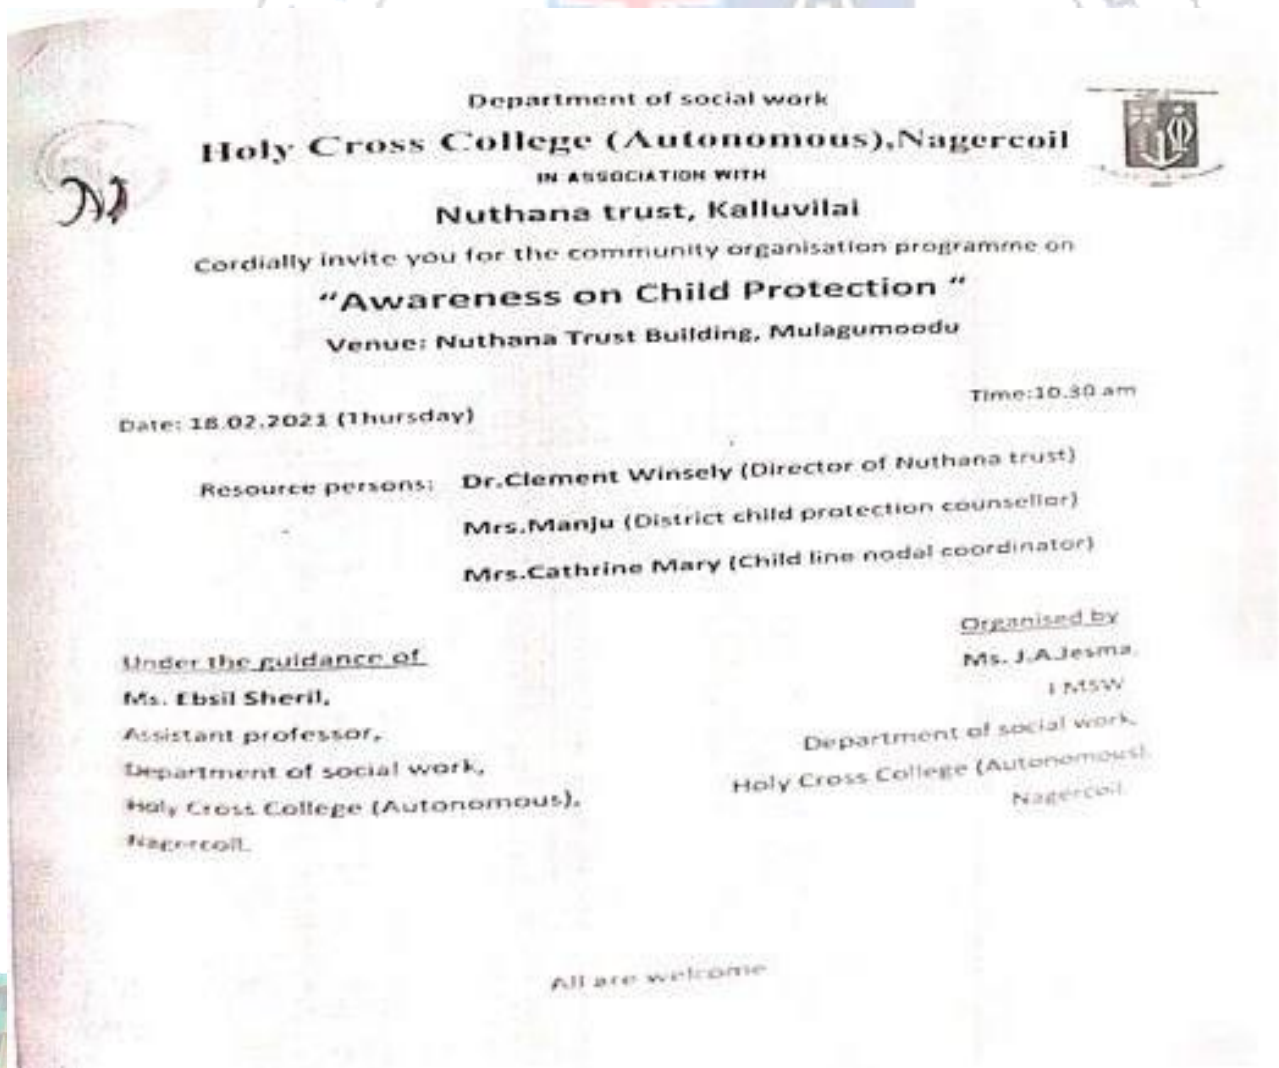 Department of social work
Holy Cross College (Autonomous),Nagercoil
IN ASSOCIATION WITH
Nuthana trust, Kalluvilai
Cordially invite you for the community organisation programme on
“Awareness on Child Protection “
Venue: Nuthana Trust Building, Mulagumoodu
Time:10.30 am
Date: 18.02.2021 (Thursday)
Resource persons: Dr.Clement Winsely (Director of Nuthana trust)
Mrs.Manju (District child protection counsellor)
Mrs.Cathrine Mary (Child line nodal coordinator)
Under the guidance of
Ms. Ebsil Sheril,
Assistant professor,
Department of social work,
Holy Cross College (Autonomous),
Nagercoil.
Organised by
Ms. J.A.Jesma,
I MSW
Department of social work,
Holy Cross College (Autonomous),
Nagercoil.
All are welcome